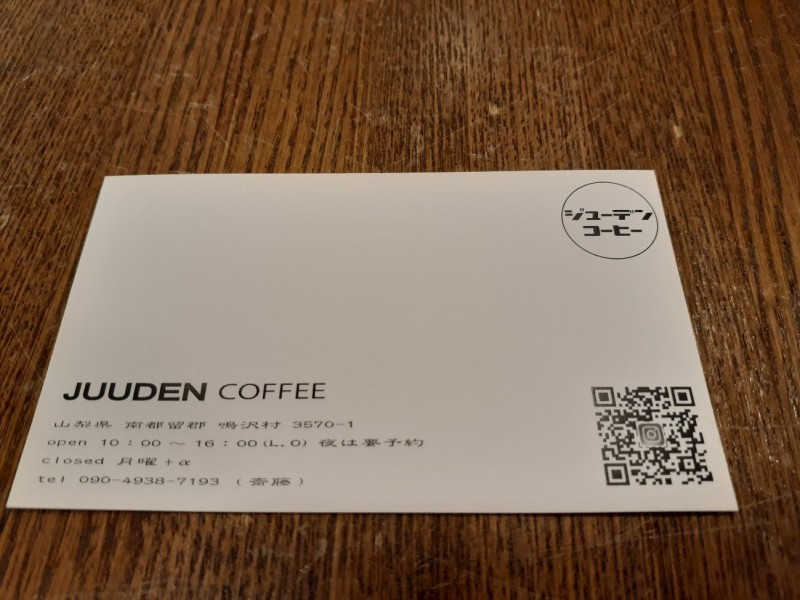 ジューデン
コーヒー
JUUDEN COFFEE
山梨県 南都留郡 鳴沢村 3570-1
open 10:00 ～ 16:00(L.O) 夜は要予約
closed 月曜+α
tel 090-4938-7193 (齋藤)